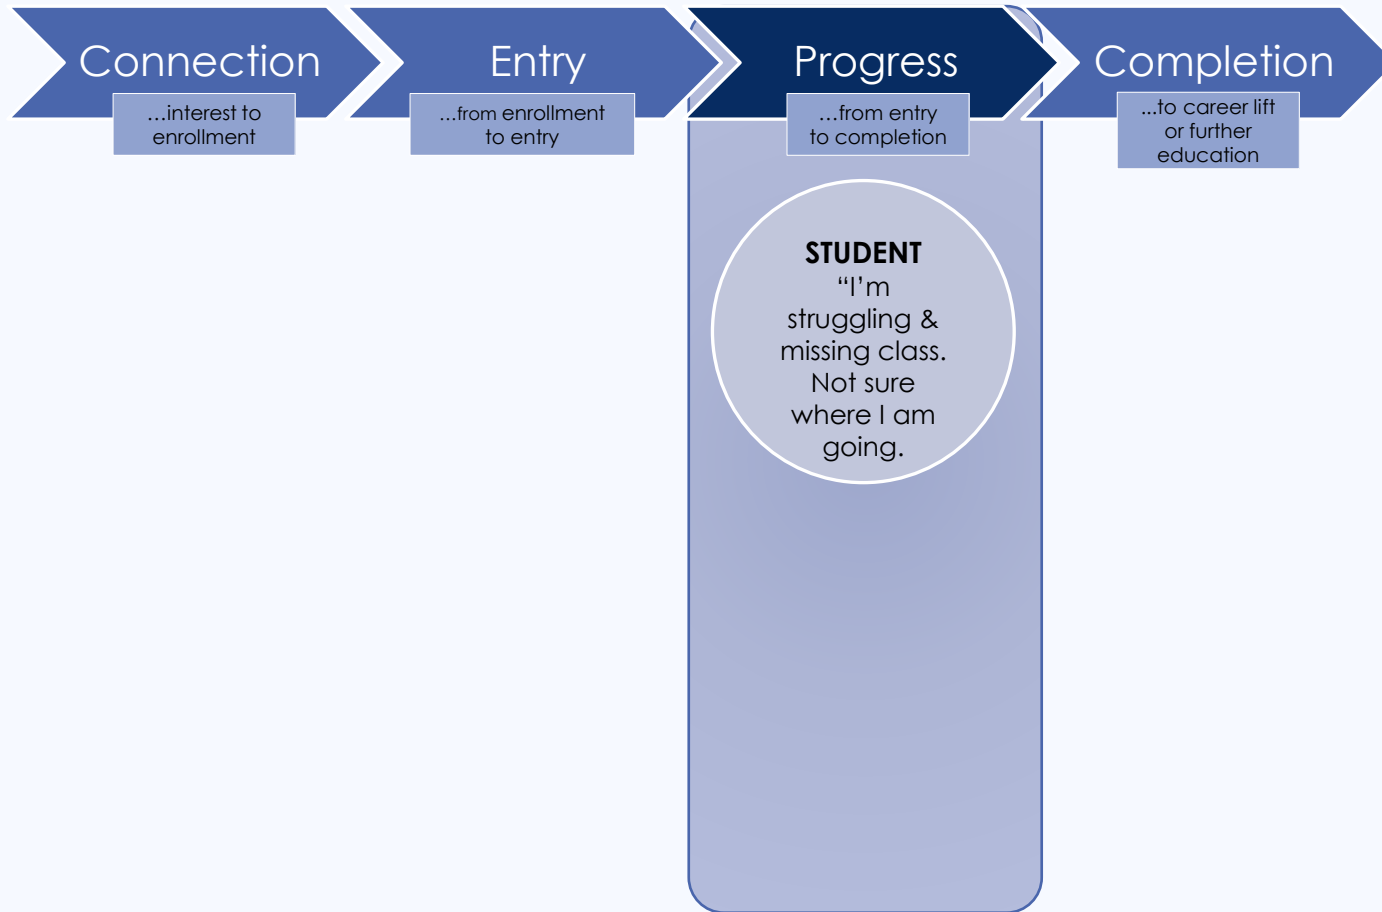 Connection
…interest to
enrollment
Entry
...from enrollment
to entry
Progress
…from entry
to completion
Completion
...to career lift
or further
education
STUDENT
“I’m
struggling &
missing class.
Not sure
where I am
going.